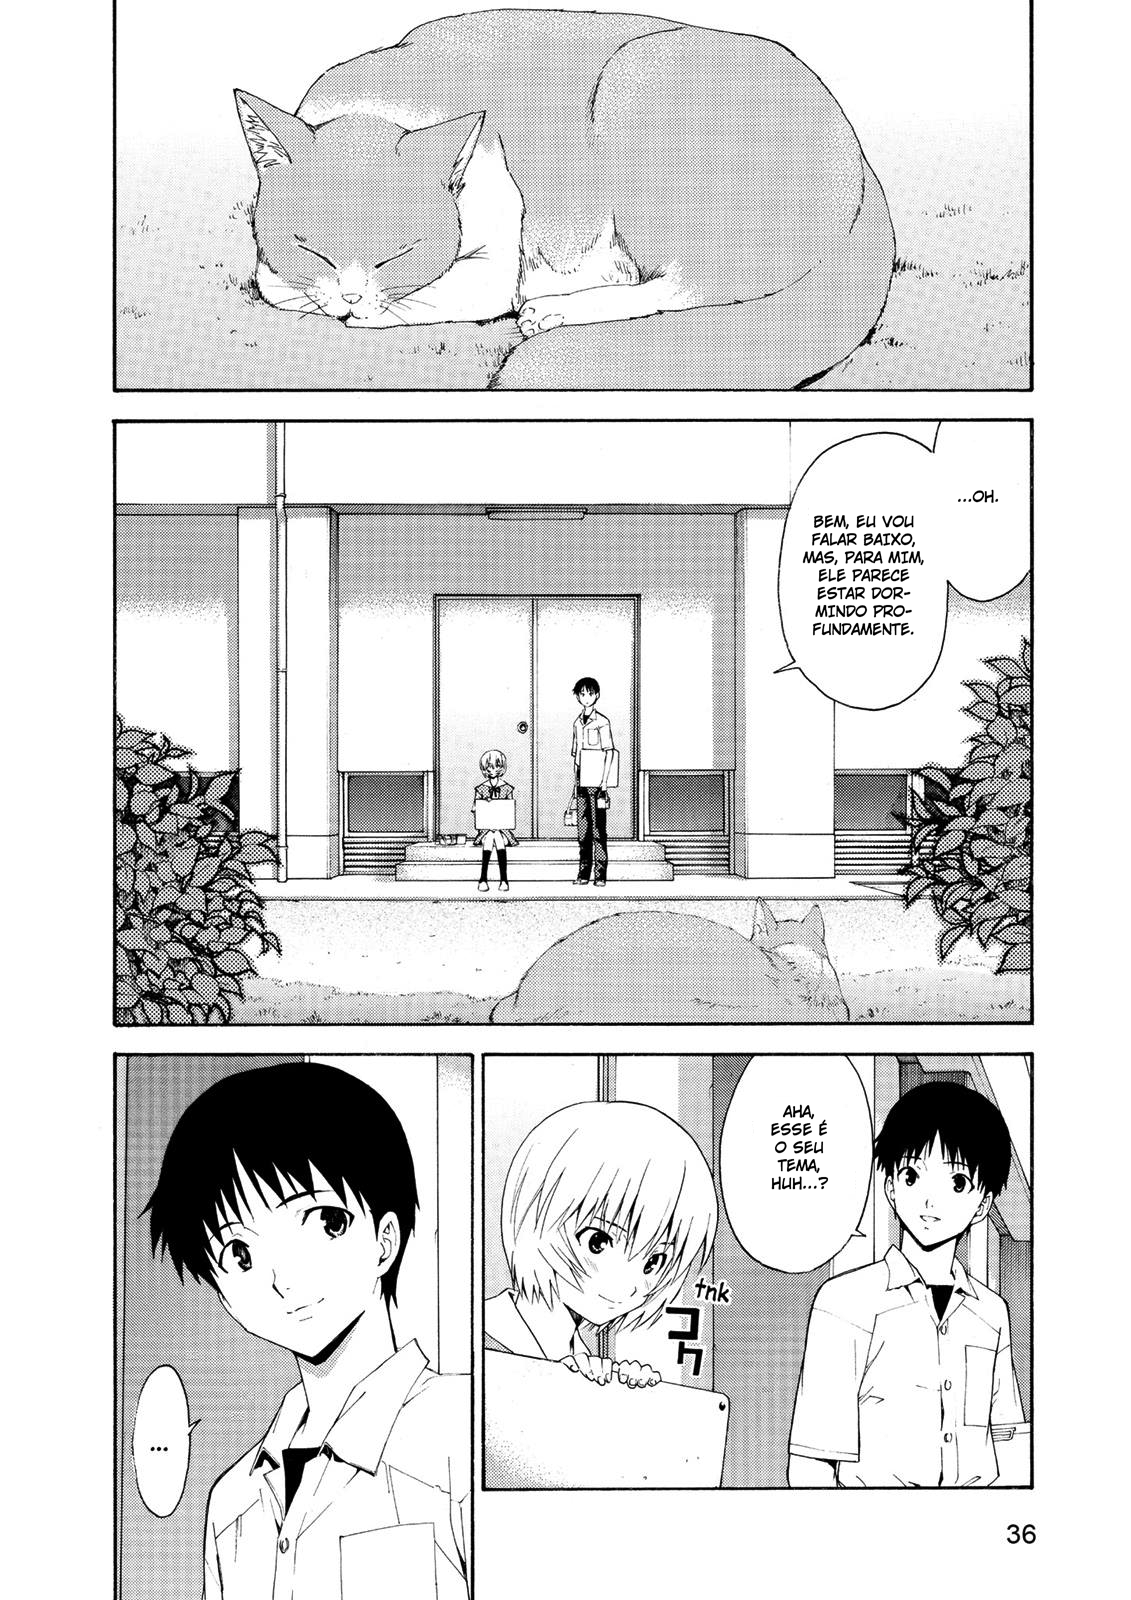 ...OH.
BEM, EU VOU
FALAR BAIXO,
MAS, PARA MIM,
ELE PARECE
ESTAR DOR-
MINDO PRO-
FUNDAMENTE.
AHA,
ESSE É
O SEU
TEMA,
HUH...?
tnk
コク
...
36